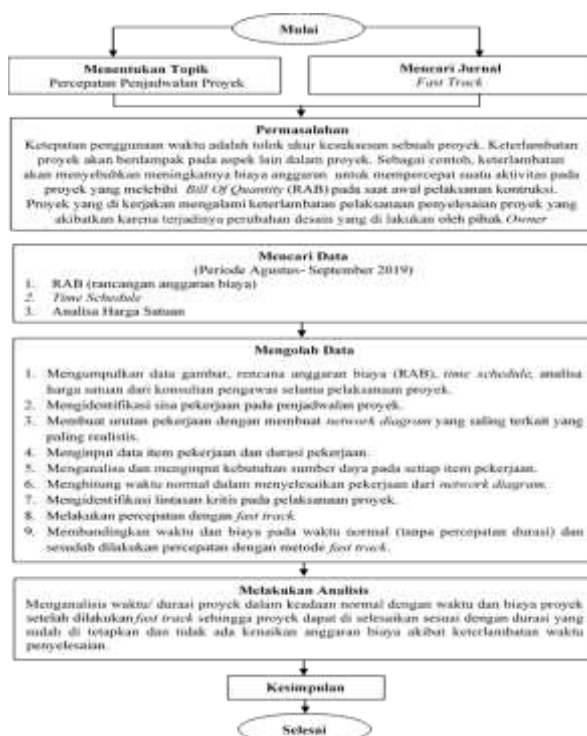 Mulai
Menentukan Topik
Percepatan Penjadwalan Proyek
Mencari Jurnal
Fast Track
Permasalahan
Ketepatan penggunaan waktu adalah tolok ukur kesuksesan sebuah proyek. Keterlambatan
proyek akan berdampak pada aspek lain dalam proyek. Sebagai contoh, keterlambatan
akan menyebabkan meningkatnya biaya anggaran untuk mempercepat suatu aktivitas pada
proyek yang melebihi Bill Of Quantity (RAB) pada saat awal pelaksanan kontruksi.
Proyek yang di kerjakan mengalami keterlambatan pelaksanaan penyelesaian proyek yang
akibatkan karena terjadinya perubahan desain yang di lakukan oleh pihak Owner
Mencari Data
(Periode Agustus- September 2019)
1. RAB (rancangan anggaran biaya)
2. Time Schedule
3. Analisa Harga Satuan
Mengolah Data
1. Mengumpulkan data gambar, rencana anggaran biaya (RAB), time schedule, analisa
harga satuan dari konsultan pengawas selama pelaksanaan proyek.
2. Mengidentifikasi sisa pekerjaan pada penjadwalan proyek.
3. Membuat urutan pekerjaan dengan membuat network diagram yang saling terkait yang
paling realistis.
4. Menginput data item pekerjaan dan durasi pekerjaan.
5. Menganalisa dan menginput kebutuhan sumber daya pada setiap item pekerjaan.
6. Menghitung waktu normal dalam menyelesaikan pekerjaan dari network diagram.
7. Mengidentifikasi lintasan kritis pada pelaksanaan proyek.
8. Melakukan percepatan dengan fast track
9. Membandingkan waktu dan biaya pada waktu normal (tanpa percepatan durasi) dan
sesudah dilakukan percepatan dengan metode fast track.
Melakukan Analisis
Menganalisis waktu/ durasi proyek dalam keadaan normal dengan waktu dan biaya proyek
setelah dilakukan fast track sehingga proyek dapat di selesaikan sesuai dengan durasi yang
sudah di tetapkan dan tidak ada kenaikan anggaran biaya akibat keterlambatan waktu
penyelesaian.
Kesimpulan
Selesai